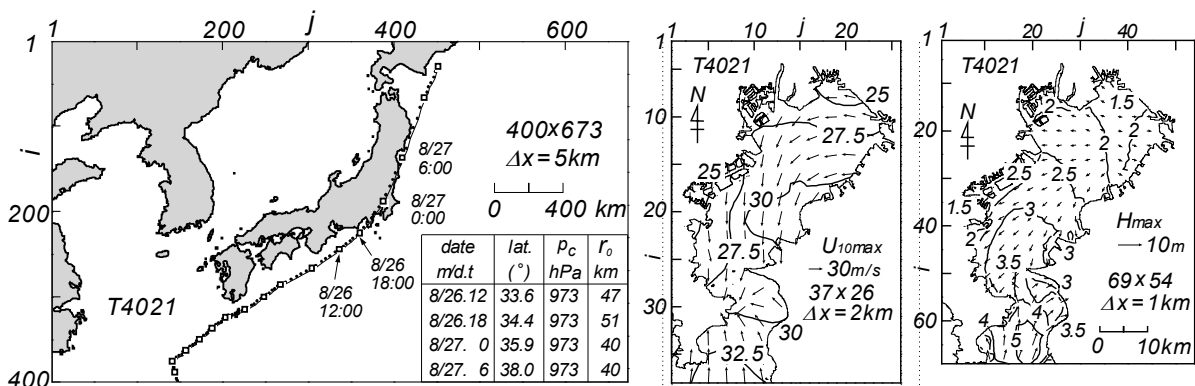 1 200 j 400 600
1
i
200
400
400x673
Δx=5km
0 400 km
8/27
6:00
8/27
0:00
8/26
18:00
8/26
12:00
T4021
date lat. pc r0
m/d.t (°) hPa km
8/26.12 33.6 973 47
8/26.18 34.4 973 51
8/27. 0 35.9 973 40
8/27. 6 38.0 973 40
1 10 i 20
1
T4021
N
10
20
30
i
25
27.5
25
30
27.5
U10max
30m/s
37x26
Δx=2km
30
32.5
1 20 j 40
1
T4021
N
20
40
60
i
2
1.5
2
2
2.5
2.5
1.5
2
3
3
3.5
3
4
4
3.5
Hmax
10m
69x54
Δx=1km
0 10km